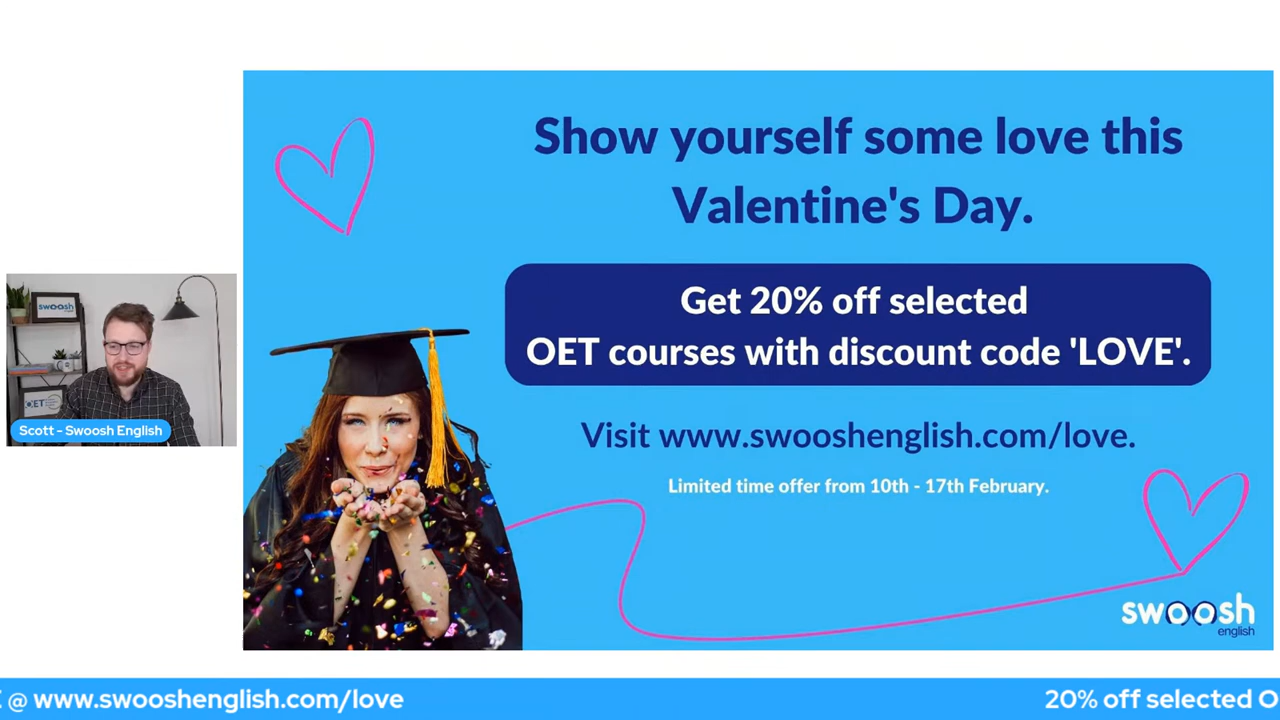 Show yourself some love this
Valentine's Day.
Get 20% off selected
OET courses with discount code 'LOVE'.
Visit www.swooshenglish.com/love.
Limited time offer from 10th - 17th February.
swoosh
english
swoosh
OET
Scott - Swoosh English
@ www.swooshenglish.com/love
20% off selected O